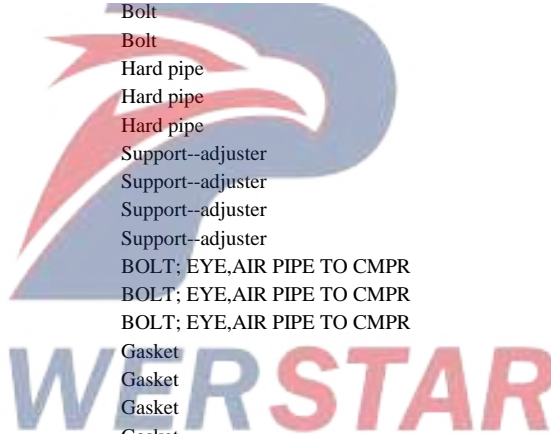 Bolt
Bolt
Hard pipe
Hard pipe
Hard pipe
Support--adjuster
Support--adjuster
Support--adjuster
Support--adjuster
BOLT; EYE,AIR PIPE TO CMPR
BOLT; EYE,AIR PIPE TO CMPR
BOLT; EYE,AIR PIPE TO CMPR
Gasket
Gasket
Gasket
Gasket
WERSTAR